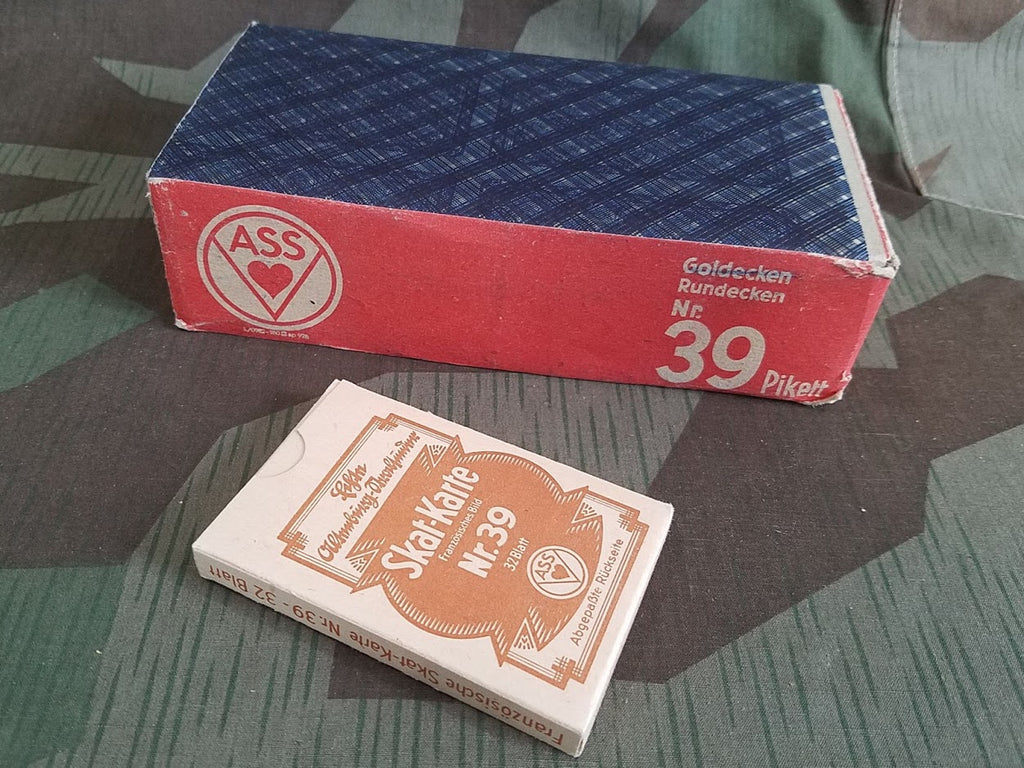 ASS
Goldecken
Rundecken
Nr.
39 Pikett
Echte
Altenburg-Stralsunder
Skat-Karte
Französisches Bild
Nr. 39
32 Blatt
ASS
Abgepaßte Rückseite
Französische Skat-Karte Nr. 39 - 32 Blatt